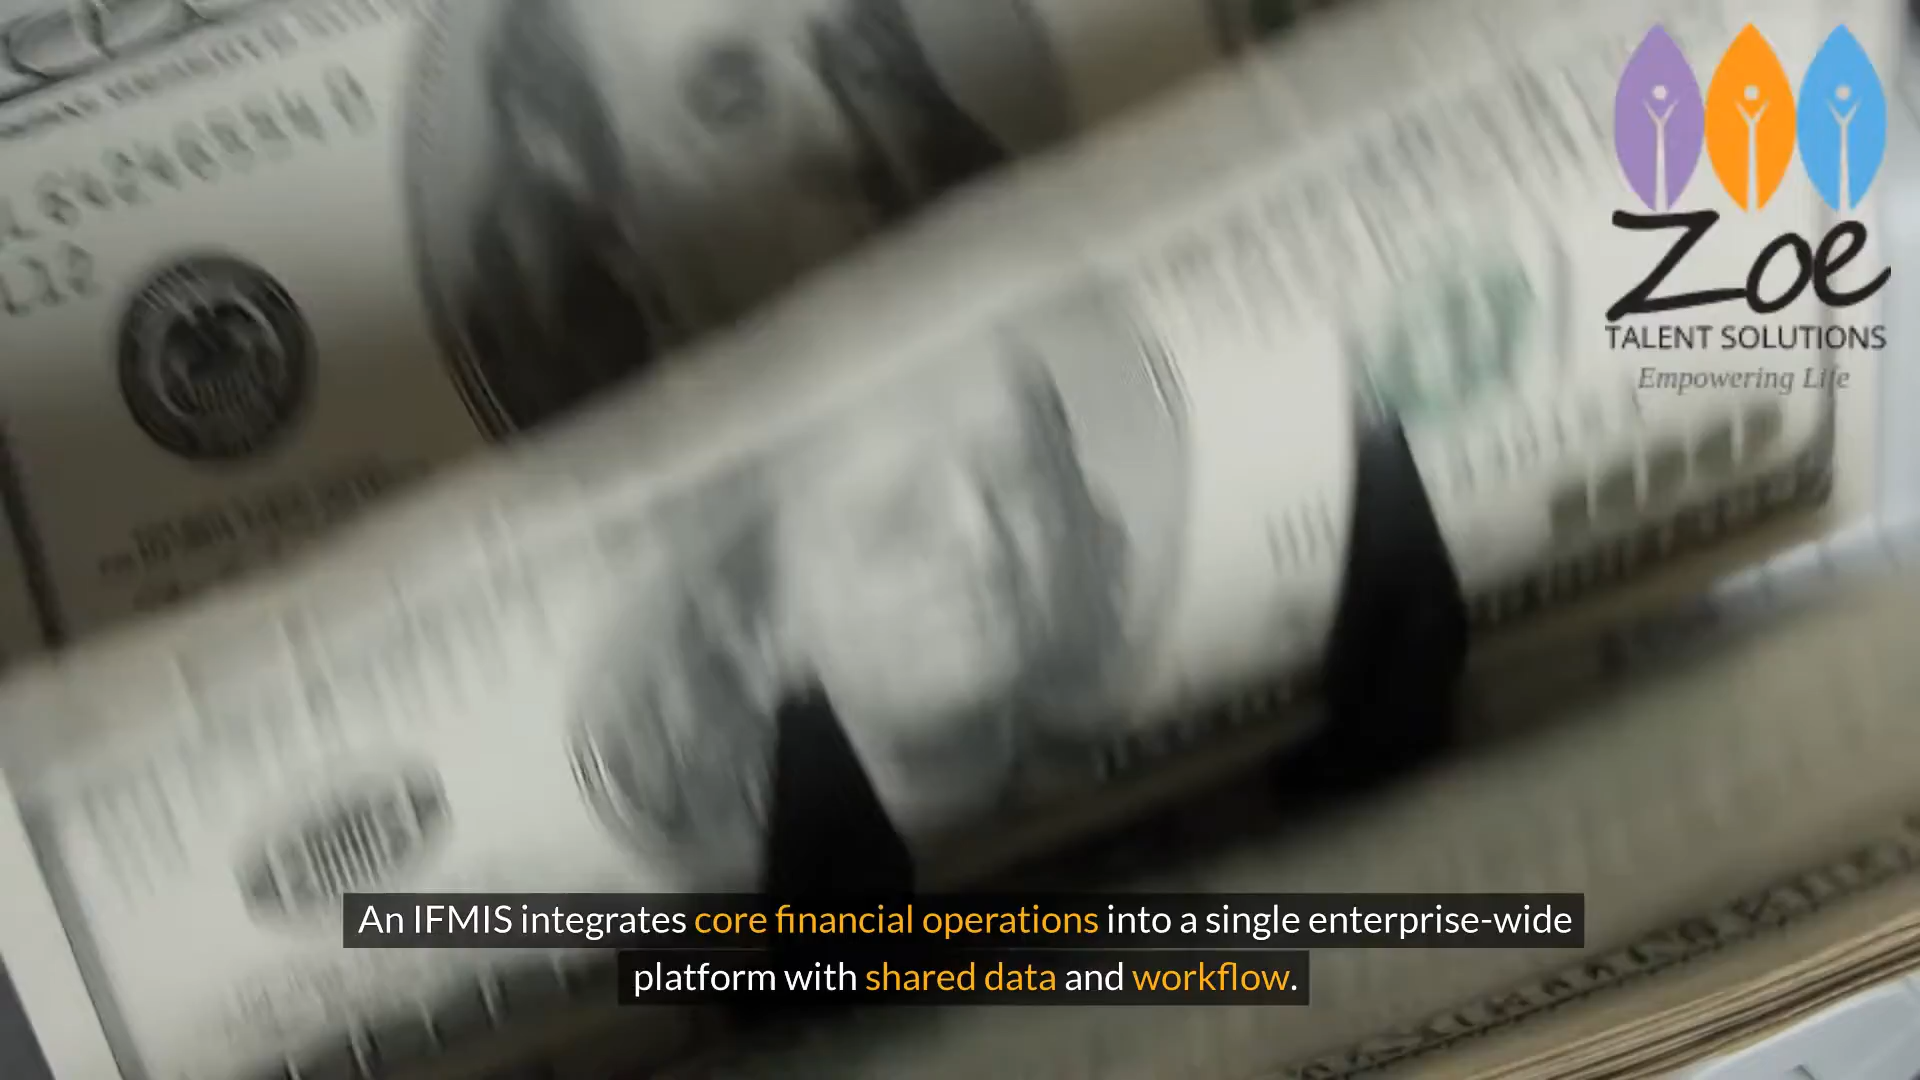 Zoe
TALENT SOLUTIONS
Empowering Life
An IFMIS integrates core financial operations into a single enterprise-wide
platform with shared data and workflow.